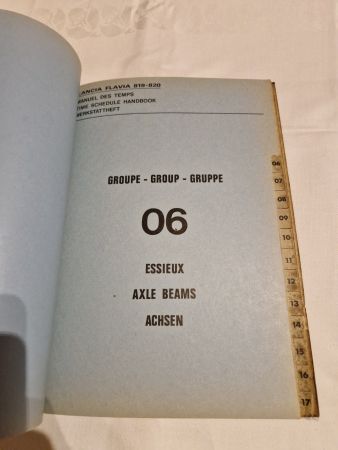 LANCIA FLAVIA 819-820
MANUEL DES TEMPS
TIME SCHEDULE HANDBOOK
WERKSTATTHEFT
GROUPE - GROUP - GRUPPE
06
ESSIEUX
AXLE BEAMS
ACHSEN
06
07
08
09
10
11
12
13
14
15
16
17